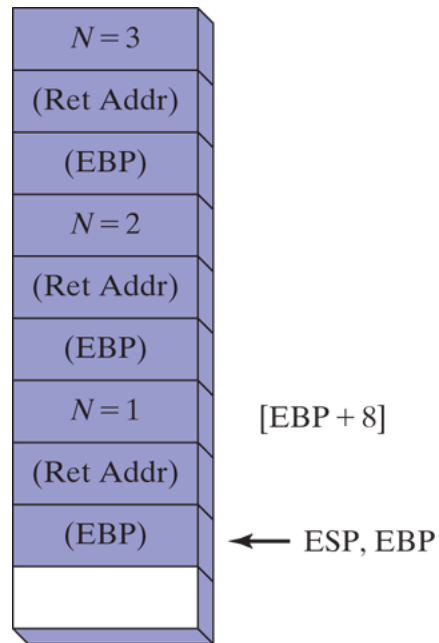 N = 3
(Ret Addr)
(EBP)
N = 2
(Ret Addr)
(EBP)
N = 1
[EBP + 8]
(Ret Addr)
(EBP)
ESP, EBP